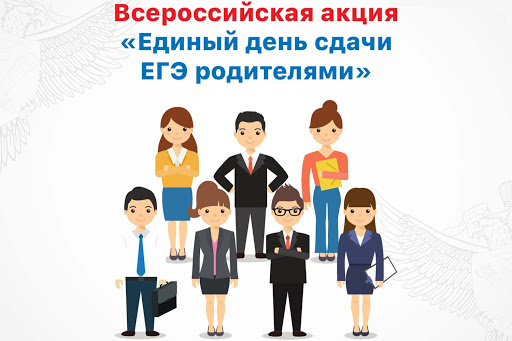 Всероссийская акция
«Единый день сдачи
ЕГЭ родителями»